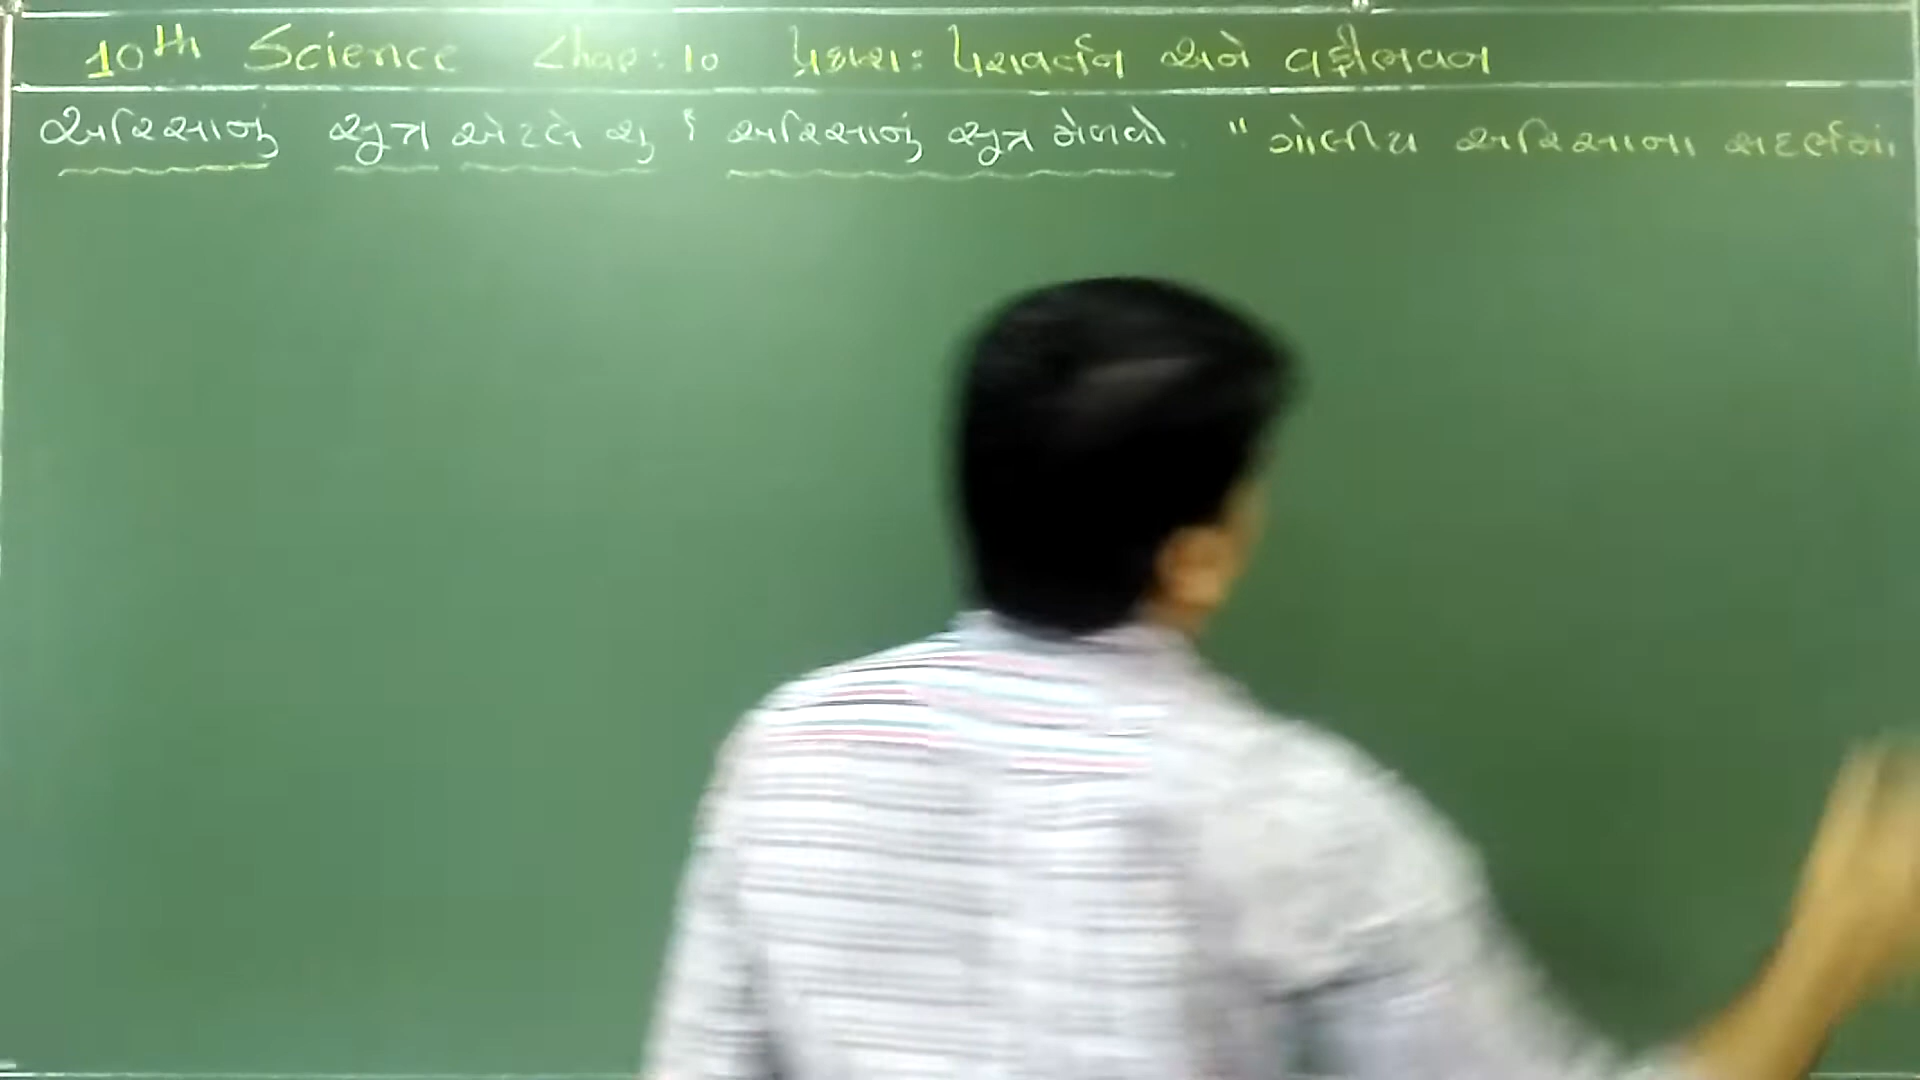 10th Science Chap: 10 પ્રકાશ: પરાવર્તન અને વક્રીભવન
અરિસાનું સુત્ર એટલે શું ? અરિસાનું સુત્ર મેળવો. " ગોલીય અરિસાના સંદર્ભમાં